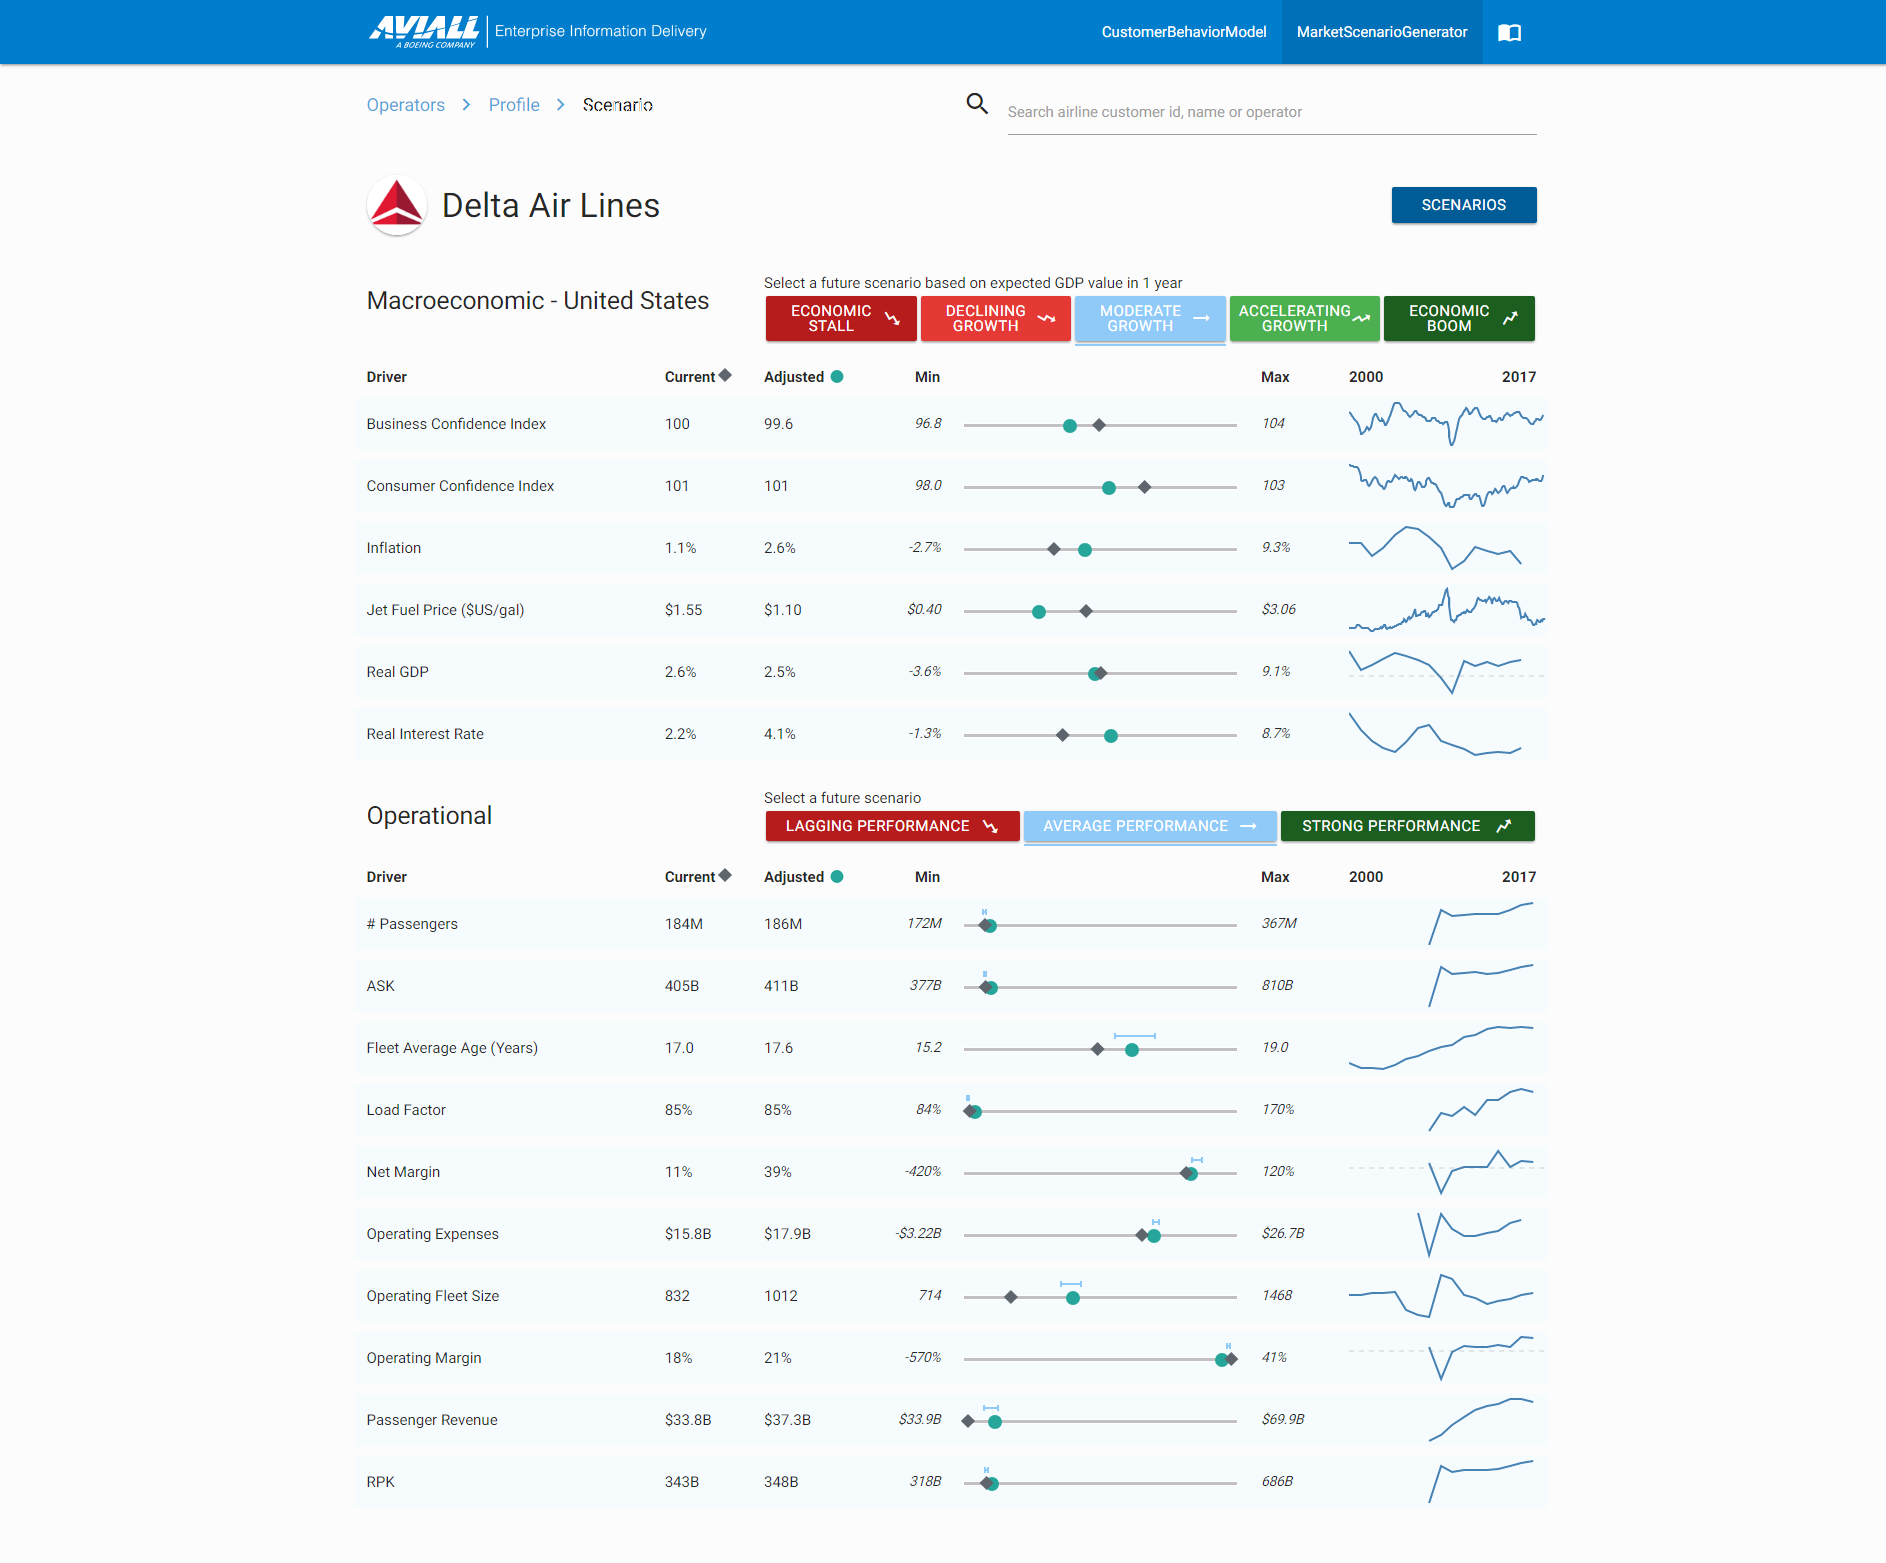 AVIALL
A BOEING COMPANY
Enterprise Information Delivery
CustomerBehaviorModel
MarketScenarioGenerator
Operators
Profile
Scenario
Search airline customer id, name or operator
Delta Air Lines
SCENARIOS
Macroeconomic - United States
Select a future scenario based on expected GDP value in 1 year
ECONOMIC STALL
DECLINING GROWTH
MODERATE GROWTH
ACCELERATING GROWTH
ECONOMIC BOOM
Driver Current Adjusted Min Max 2000 2017
Business Confidence Index 100 99.6 96.8 104
Consumer Confidence Index 101 101 98.0 103
Inflation 1.1% 2.6% -2.7% 9.3%
Jet Fuel Price ($US/gal) $1.55 $1.10 $0.40 $3.06
Real GDP 2.6% 2.5% -3.6% 9.1%
Real Interest Rate 2.2% 4.1% -1.3% 8.7%
Operational
Select a future scenario
LAGGING PERFORMANCE
AVERAGE PERFORMANCE
STRONG PERFORMANCE
Driver Current Adjusted Min Max 2000 2017
# Passengers 184M 186M 172M 367M
ASK 405B 411B 377B 810B
Fleet Average Age (Years) 17.0 17.6 15.2 19.0
Load Factor 85% 85% 84% 170%
Net Margin 11% 39% -420% 120%
Operating Expenses $15.8B $17.9B -$3.22B $26.7B
Operating Fleet Size 832 1012 714 1468
Operating Margin 18% 21% -570% 41%
Passenger Revenue $33.8B $37.3B $33.9B $69.9B
RPK 343B 348B 318B 686B